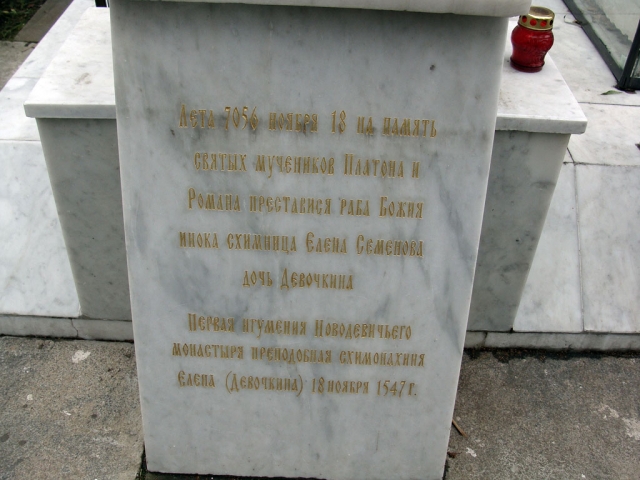 Лета 7056 ноября 18 на память
святых мучеников Платона и
Романа преставися раба Божия
инока схимница Елена Семенова
дочь Девочкина
Первая игумения Новодевичьего
монастыря преподобная схимонахиня
Елена (Девочкина) 18 ноября 1547 г.